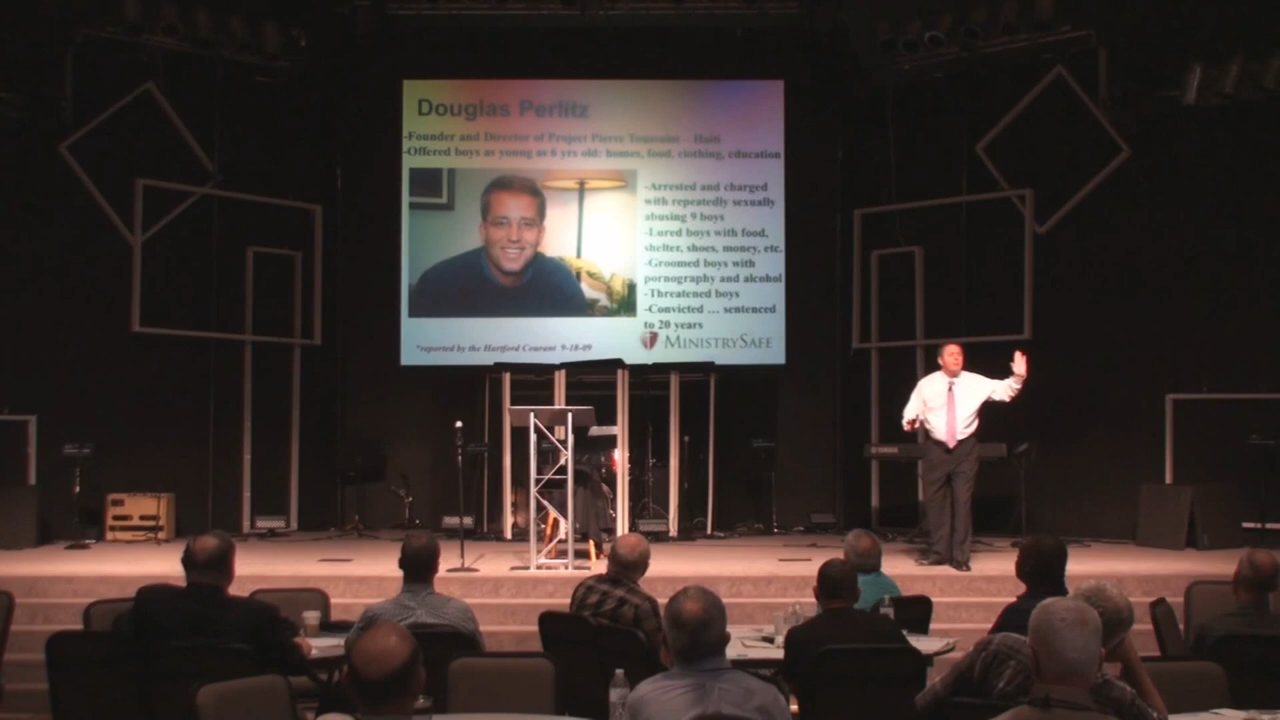 Douglas Perlitz
-Founder and Director of Project Pierre Toussaint - Haiti
-Offered boys as young as 6 yrs old: homes, food, clothing, education
-Arrested and charged
with repeatedly sexually
abusing 9 boys
-Lured boys with food,
shelter, shoes, money, etc.
-Groomed boys with
pornography and alcohol
-Threatened boys
-Convicted ... sentenced
to 20 years
*reported by the Hartford Courant 9-18-09
MINISTRYSAFE
YAMAHA